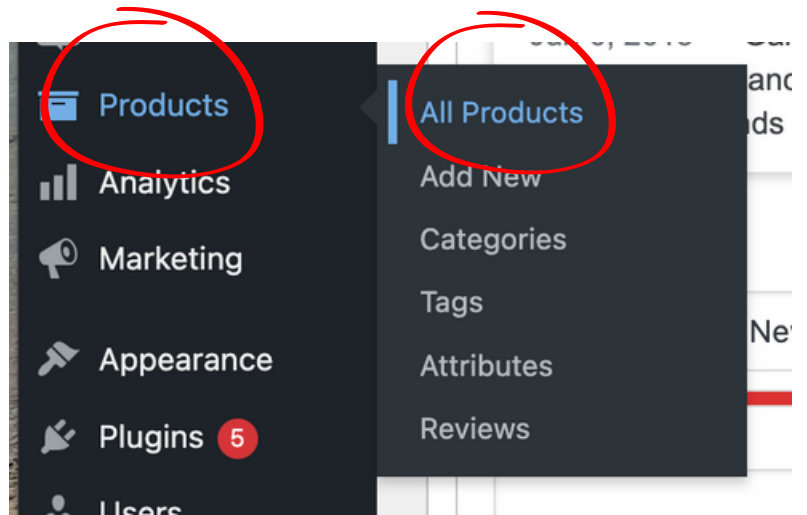 Products
Analytics
Marketing
Appearance
Plugins 5
Users
All Products
Add New
Categories
Tags
Attributes
Reviews